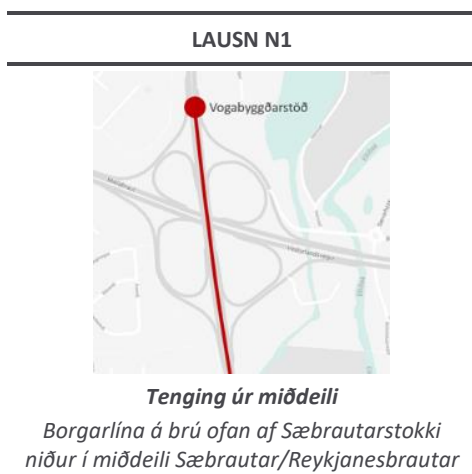 LAUSN N1
Vogabyggðarstöð
Tenging úr miðdeili
Borgarlína á brú ofan af Sæbrautarstokki
niður í miðdeili Sæbrautar/Reykjanesbrautar